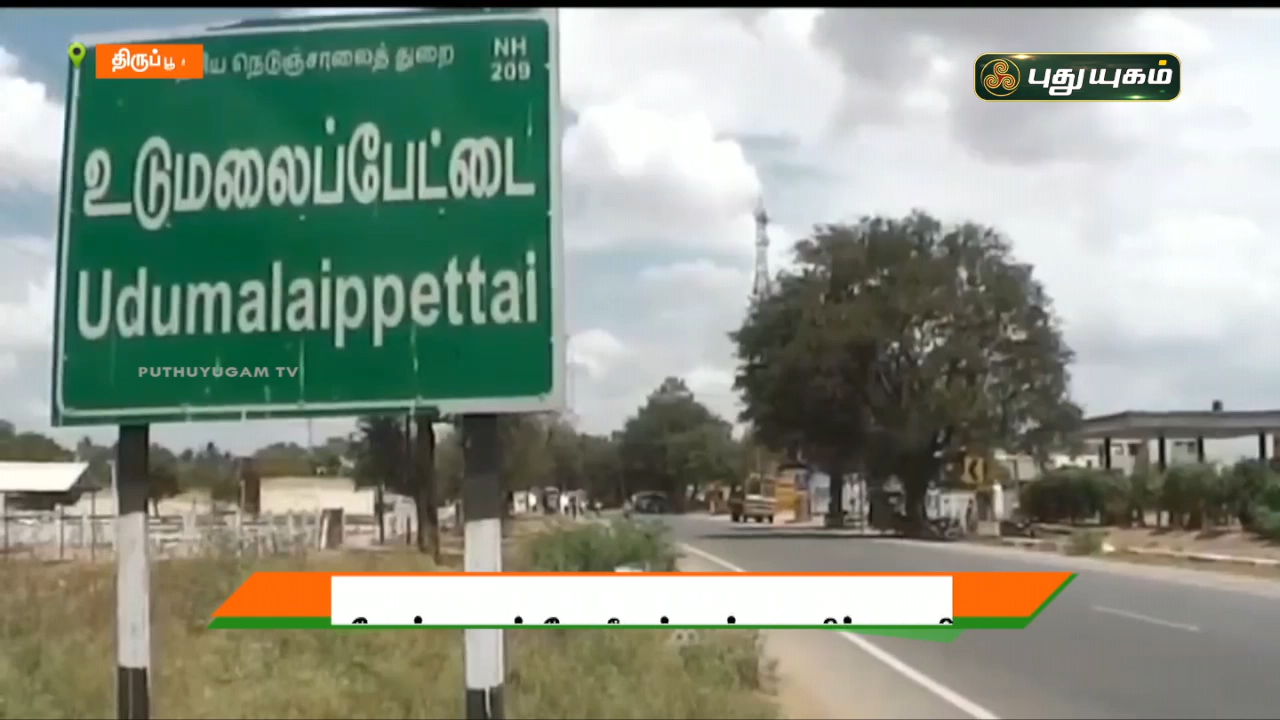 திருப்பூ
நெடுஞ்சாலைத் துறை
NH
209
உடுமலைப்பேட்டை
Udumalaippettai
PUTHUYUGAM TV
புதுயுகம்